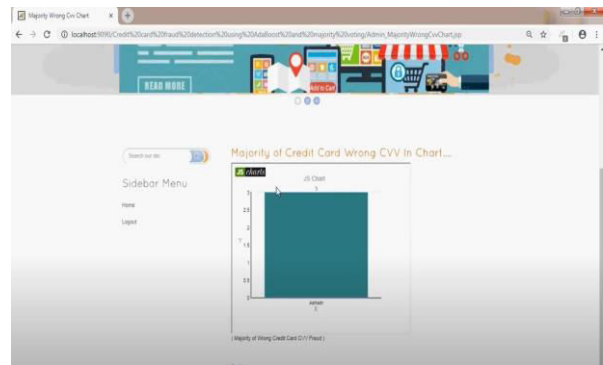 Majority Wrong Cvv Chart
localhost:9090/Credit%20card%20fraud%20detection%20using%20AdaBoost%20and%20majority%20voting/Admin_MajorityWrongCvvChart.jsp
READ MORE
Add to Cart
Search our site
Majority of Credit Card Wrong CVV In Chart....
JS charts
JS Chart
Sidebar Menu
Home
Logout
3
3
2.5
Y
1.5
1
0.5
0
( Majority of Wrong Credit Card CVV Fraud )